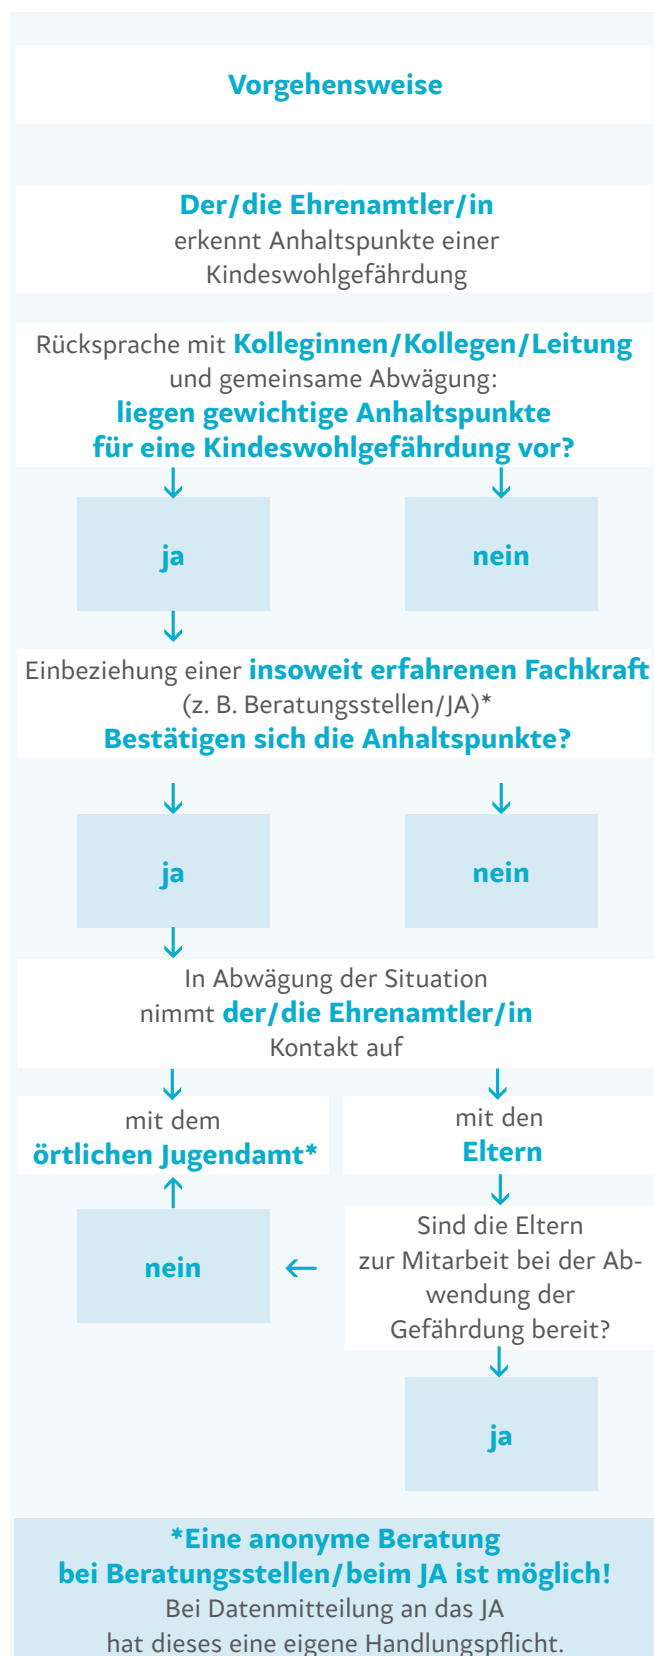 Vorgehensweise
Der/die Ehrenamtler/in
erkennt Anhaltspunkte einer
Kindeswohlgefährdung
Rücksprache mit Kolleginnen/Kollegen/Leitung
und gemeinsame Abwägung:
liegen gewichtige Anhaltspunkte
für eine Kindeswohlgefährdung vor?
ja
nein
Einbeziehung einer insoweit erfahrenen Fachkraft
(z. B. Beratungsstellen/JA)*
Bestätigen sich die Anhaltspunkte?
ja
nein
In Abwägung der Situation
nimmt der/die Ehrenamtler/in
Kontakt auf
mit dem
örtlichen Jugendamt*
mit den
Eltern
Sind die Eltern
zur Mitarbeit bei der Ab-
wendung der
Gefährdung bereit?
nein
ja
*Eine anonyme Beratung
bei Beratungsstellen/beim JA ist möglich!
Bei Datenmitteilung an das JA
hat dieses eine eigene Handlungspflicht.